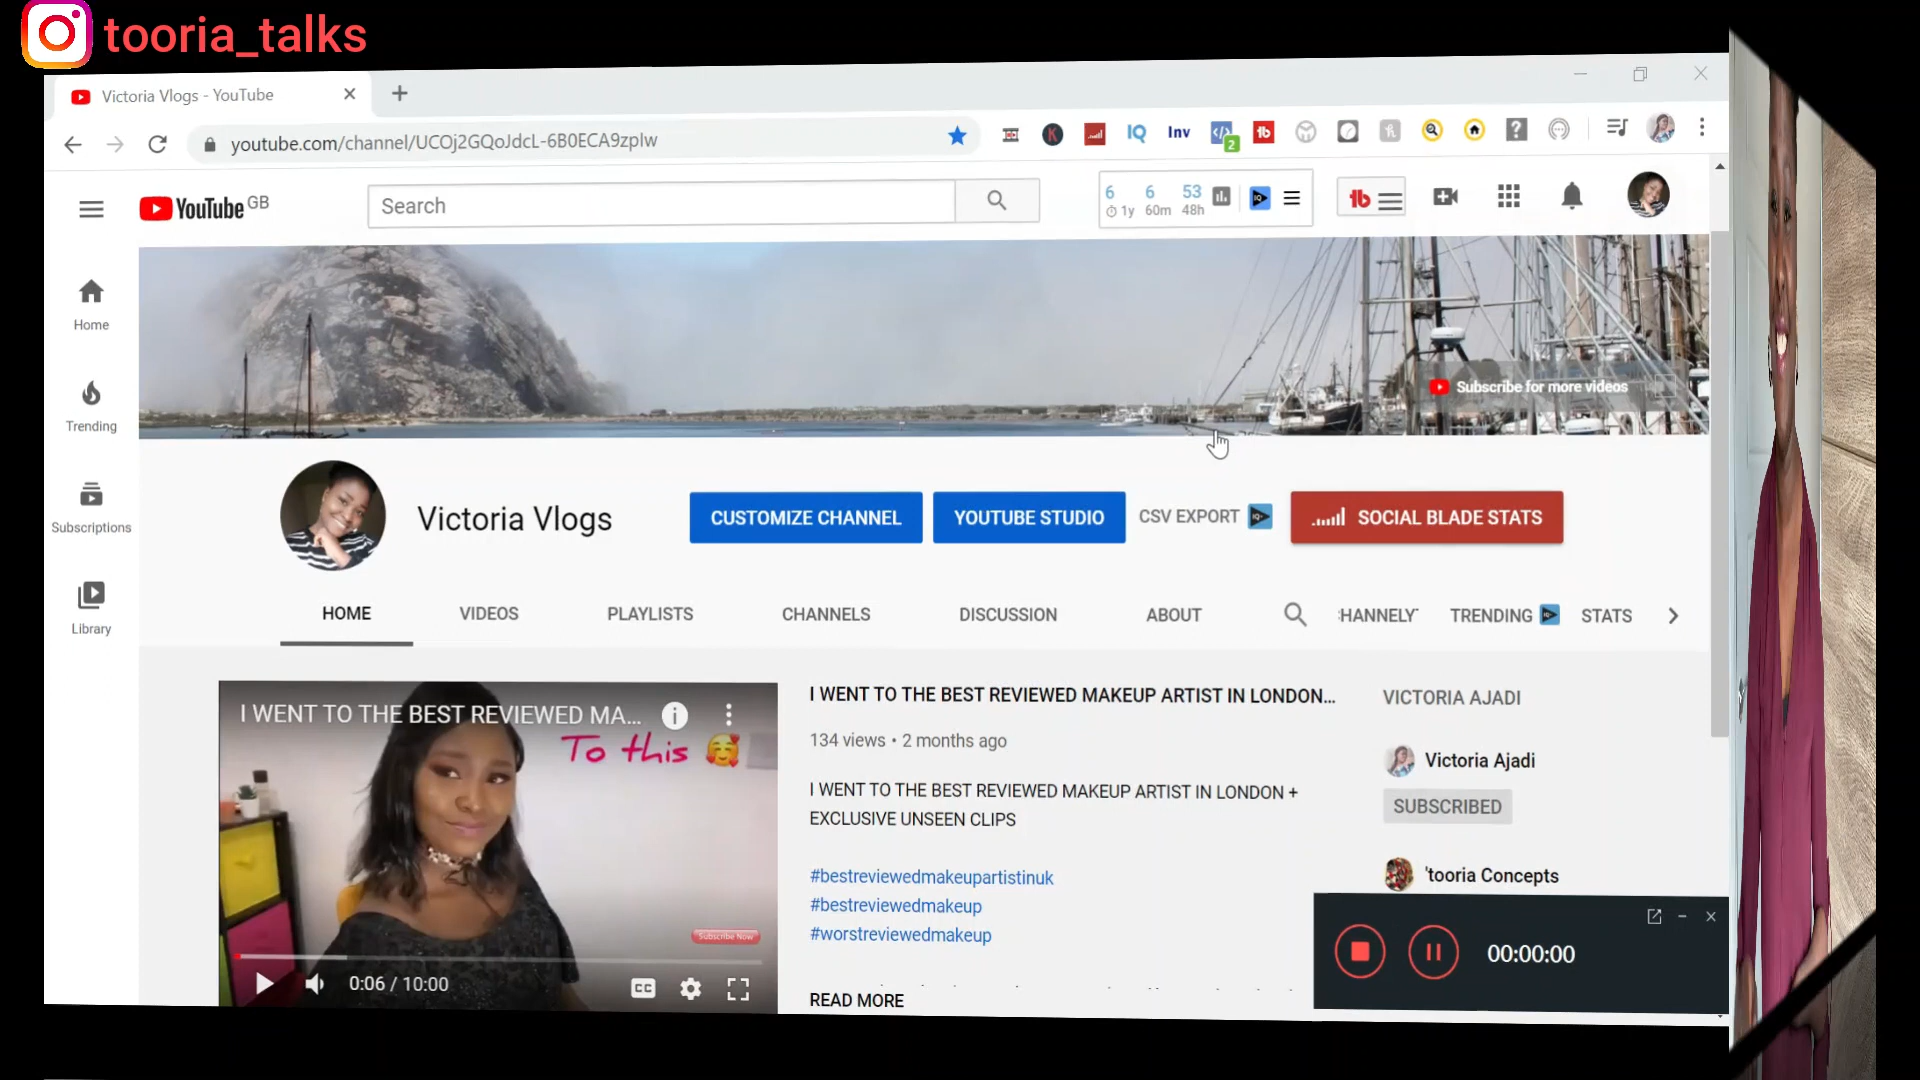 tooria_talks
Victoria Vlogs - YouTube
youtube.com/channel/UCOj2GQoJdcL-6B0ECA9zplw
IQ
Inv
2
YouTube GB
Search
6 6 53
1y 60m 48h
Home
Trending
Subscriptions
Library
Subscribe for more videos
Victoria Vlogs
CUSTOMIZE CHANNEL
YOUTUBE STUDIO
CSV EXPORT
SOCIAL BLADE STATS
HOME
VIDEOS
PLAYLISTS
CHANNELS
DISCUSSION
ABOUT
HANNELY
TRENDING
STATS
I WENT TO THE BEST REVIEWED MA...
To this
Subscribe Now
0:06 / 10:00
CC
I WENT TO THE BEST REVIEWED MAKEUP ARTIST IN LONDON...
134 views • 2 months ago
I WENT TO THE BEST REVIEWED MAKEUP ARTIST IN LONDON +
EXCLUSIVE UNSEEN CLIPS
#bestreviewedmakeupartistinuk
#bestreviewedmakeup
#worstreviewedmakeup
READ MORE
VICTORIA AJADI
Victoria Ajadi
SUBSCRIBED
'tooria Concepts
00:00:00